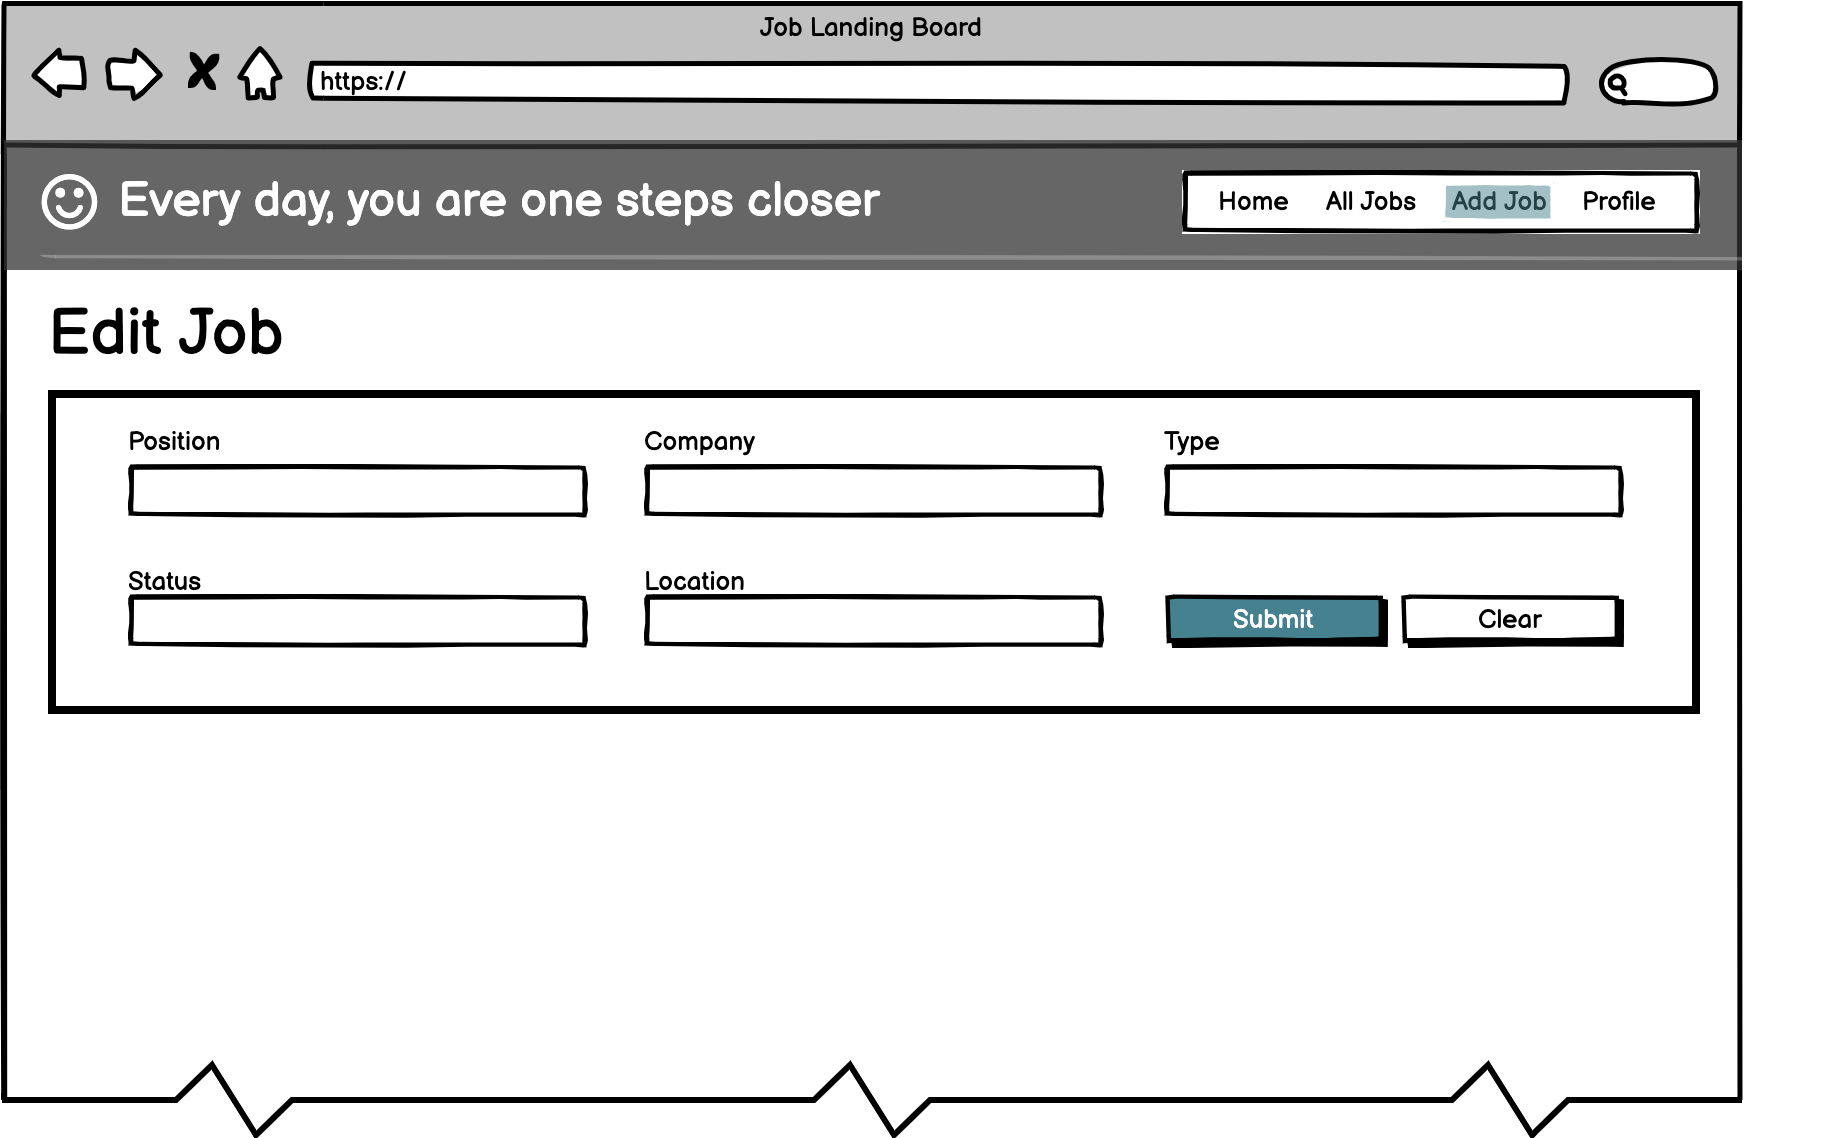 Job Landing Board
https://
Every day, you are one steps closer
Home All Jobs Add Job Profile
Edit Job
Position Company Type
Status Location
Submit Clear